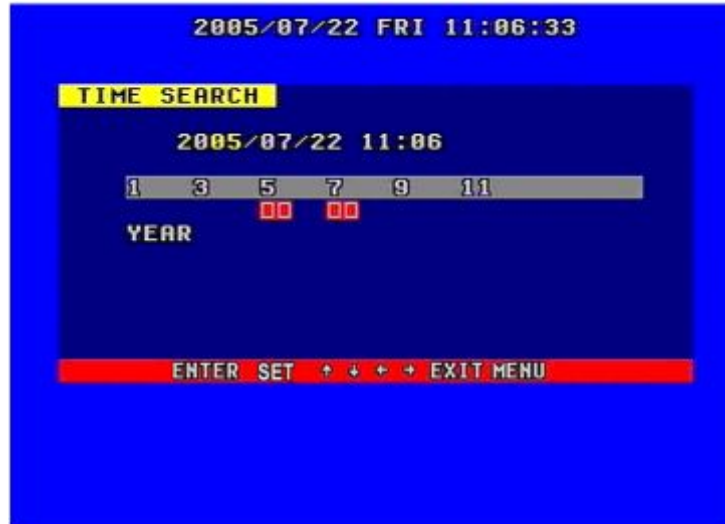 2005/07/22 FRI 11:06:33
TIME SEARCH
2005/07/22 11:06
1 3 5 7 9 11
YEAR
ENTER SET ↑ ↓ ← → EXIT MENU